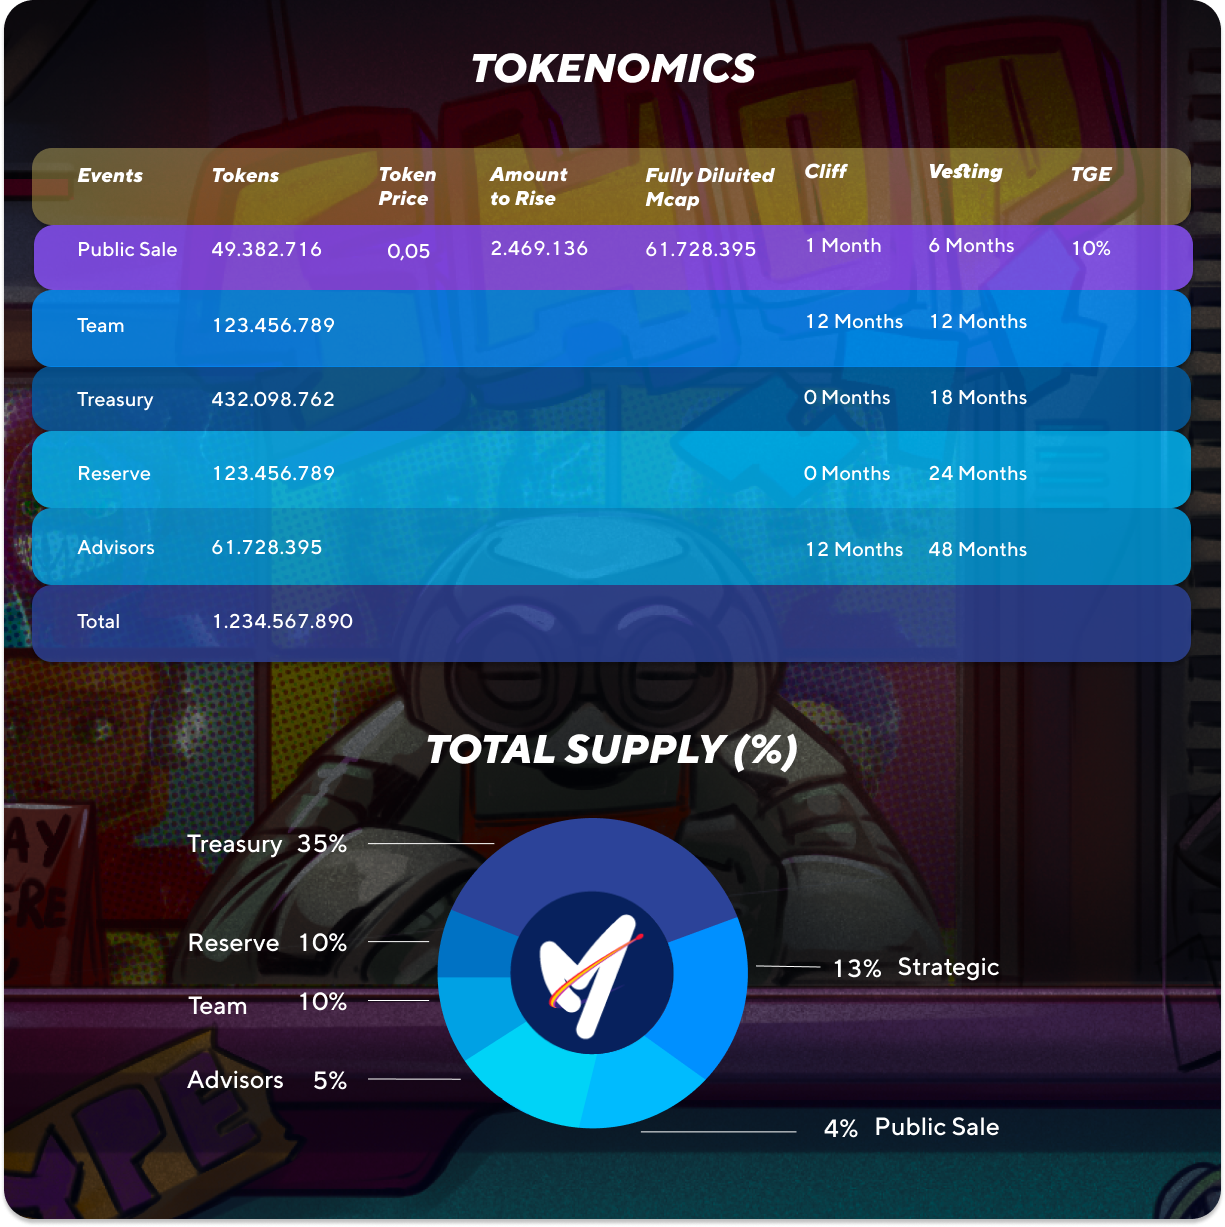 TOKENOMICS
Events Tokens Token Price Amount to Rise Fully Diluited Mcap Cliff Vesting TGE
Public Sale 49.382.716 0,05 2.469.136 61.728.395 1 Month 6 Months 10%
Team 123.456.789 12 Months 12 Months
Treasury 432.098.762 0 Months 18 Months
Reserve 123.456.789 0 Months 24 Months
Advisors 61.728.395 12 Months 48 Months
Total 1.234.567.890
TOTAL SUPPLY (%)
Treasury 35%
Reserve 10%
13% Strategic
Team 10%
Advisors 5%
4% Public Sale